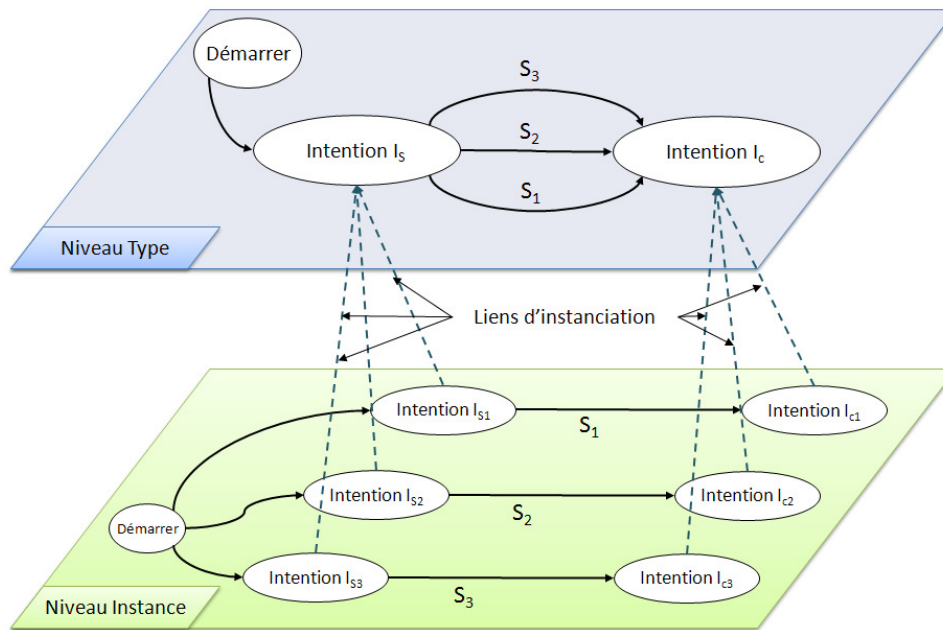 Démarrer
S3
Intention IS
S2
Intention Ic
S1
Niveau Type
Liens d'instanciation
Intention IS1
S1
Intention Ic1
Intention IS2
S2
Intention Ic2
Démarrer
Intention IS3
S3
Intention Ic3
Niveau Instance